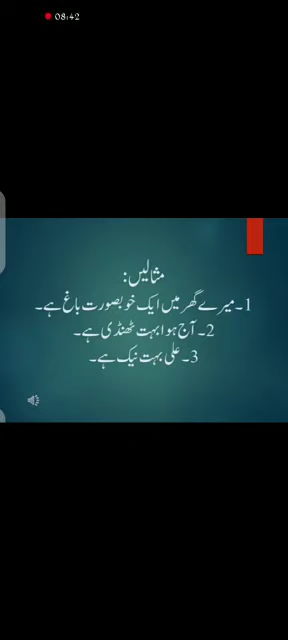 08:42
مثالیں:
1۔میرے گھر میں ایک خوبصورت باغ ہے۔
2۔ آج ہوا بہت ٹھنڈی ہے۔
3۔ علی بہت نیک ہے۔